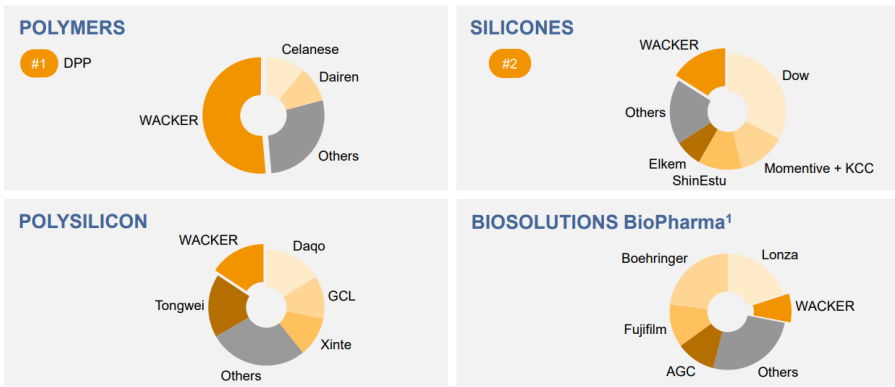 POLYMERS
#1 DPP
Celanese
Dairen
WACKER
Others
SILICONES
#2
WACKER
Dow
Others
Elkem
ShinEstu
Momentive + KCC
POLYSILICON
WACKER
Daqo
Tongwei
GCL
Xinte
Others
BIOSOLUTIONS BioPharma¹
Boehringer
Lonza
WACKER
Fujifilm
AGC
Others